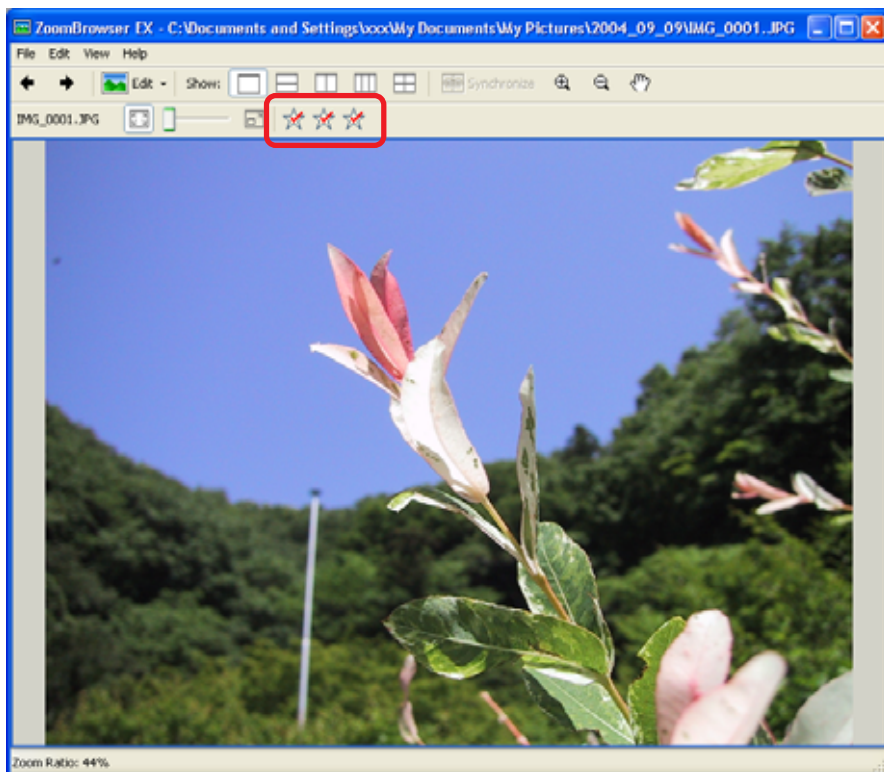 ZoomBrowser EX - C:\Documents and Settings\xxx\My Documents\My Pictures\2004_09_09\IMG_0001..JPG
File Edit View Help
Edit Show: Synchronize
IMG_0001.JPG
Zoom Ratio: 44%